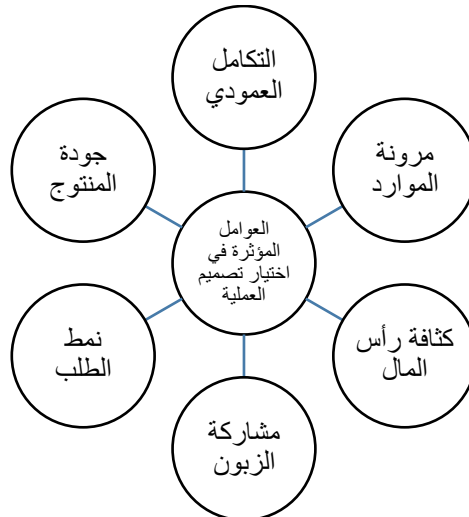 التكامل
العمودي
مرونة
الموارد
كثافة رأس
المال
مشاركة
الزبون
نمط
الطلب
جودة
المنتوج
العوامل
المؤثرة في
اختيار تصميم
العملية